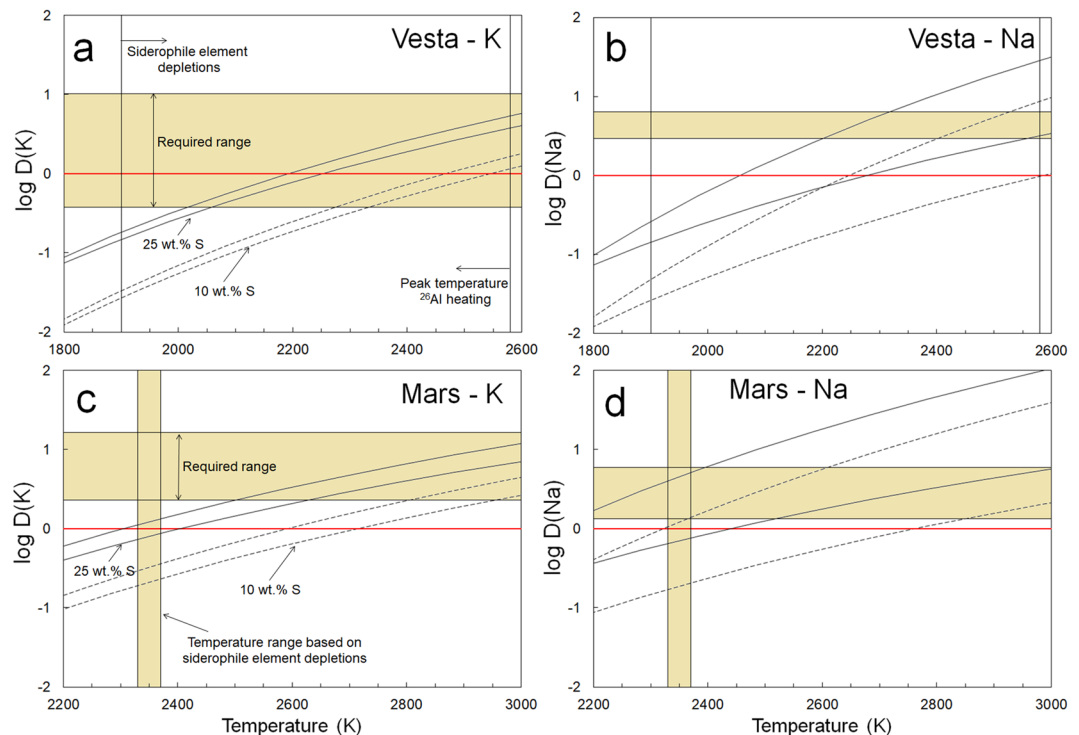 a
Vesta - K
Siderophile element
depletions
Required range
25 wt.% S
10 wt.% S
Peak temperature
²⁶Al heating
log D(K)
2
1
0
-1
-2
1800
2000
2200
2400
2600
b
Vesta - Na
log D(Na)
2
1
0
-1
-2
1800
2000
2200
2400
2600
c
Mars - K
Required range
25 wt.% S
10 wt.% S
Temperature range based on
siderophile element depletions
log D(K)
2
1
0
-1
-2
2200
2400
2600
2800
3000
Temperature (K)
d
Mars - Na
log D(Na)
2
1
0
-1
-2
2200
2400
2600
2800
3000
Temperature (K)